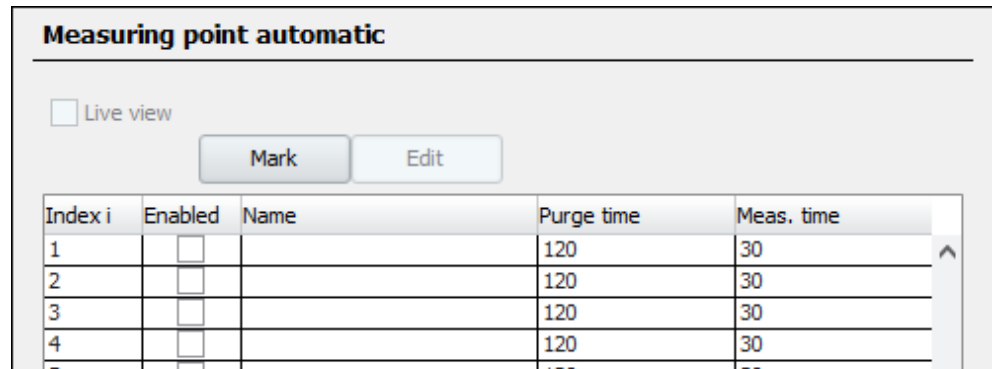 Measuring point automatic
Live view
Mark Edit
Index i Enabled Name Purge time Meas. time
1 120 30
2 120 30
3 120 30
4 120 30